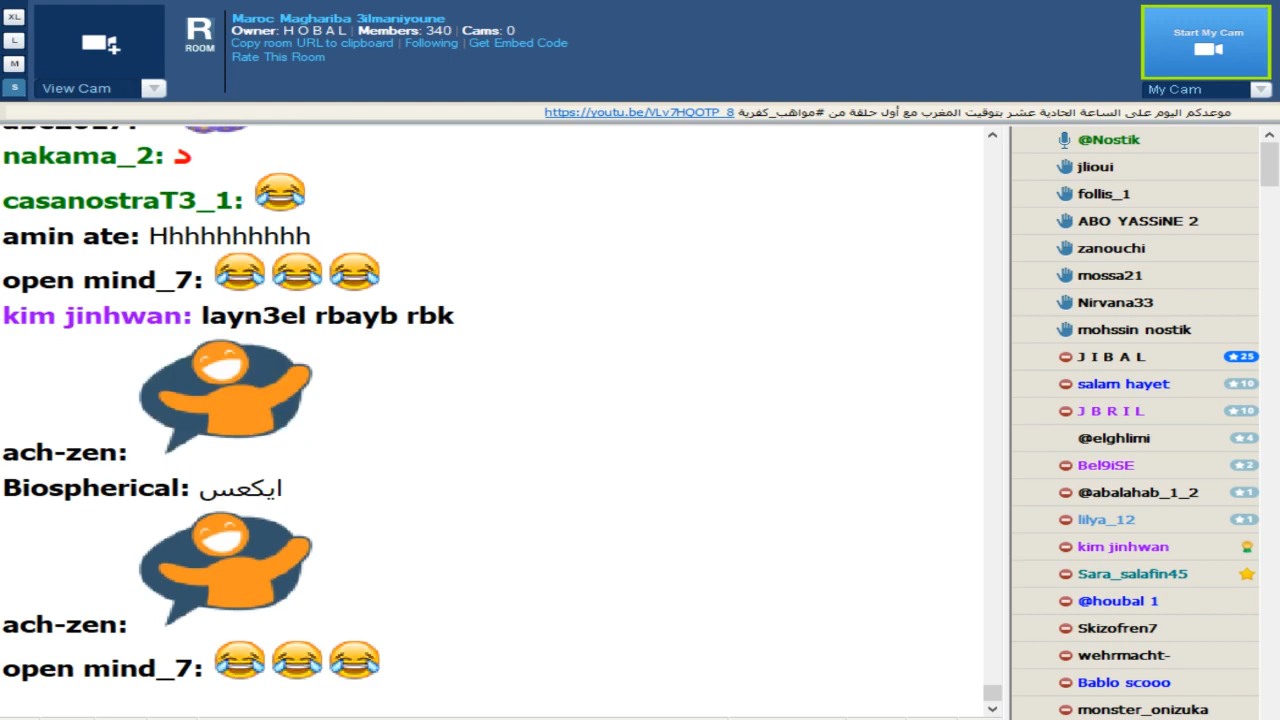 XL
L
M
S
View Cam
R
ROOM
Maroc Maghariba 3ilmaniyoune
Owner: H O B A L | Members: 340 | Cams: 0
Copy room URL to clipboard | Following | Get Embed Code
Rate This Room
Start My Cam
My Cam
موعدكم اليوم على الساعة الحادية عشر بتوقيت المغرب مع أول حلقة من #مواهب_كفرية https://youtu.be/VLv7HQOTP_8
nakama_2: د
casanostraT3_1:
amin ate: Hhhhhhhhhh
open mind_7:
kim jinhwan: layn3el rbayb rbk
ach-zen:
Biospherical: ايكعس
ach-zen:
open mind_7:
@Nostik
jlioui
follis_1
ABO YASSiNE 2
zanouchi
mossa21
Nirvana33
mohssin nostik
J I B A L 25
salam hayet 10
J B R I L 10
@elghlimi 4
Bel9iSE 2
@abalahab_1_2 1
lilya_12 1
kim jinhwan
Sara_salafin45
@houbal 1
Skizofren7
wehrmacht-
Bablo scooo
monster_onizuka